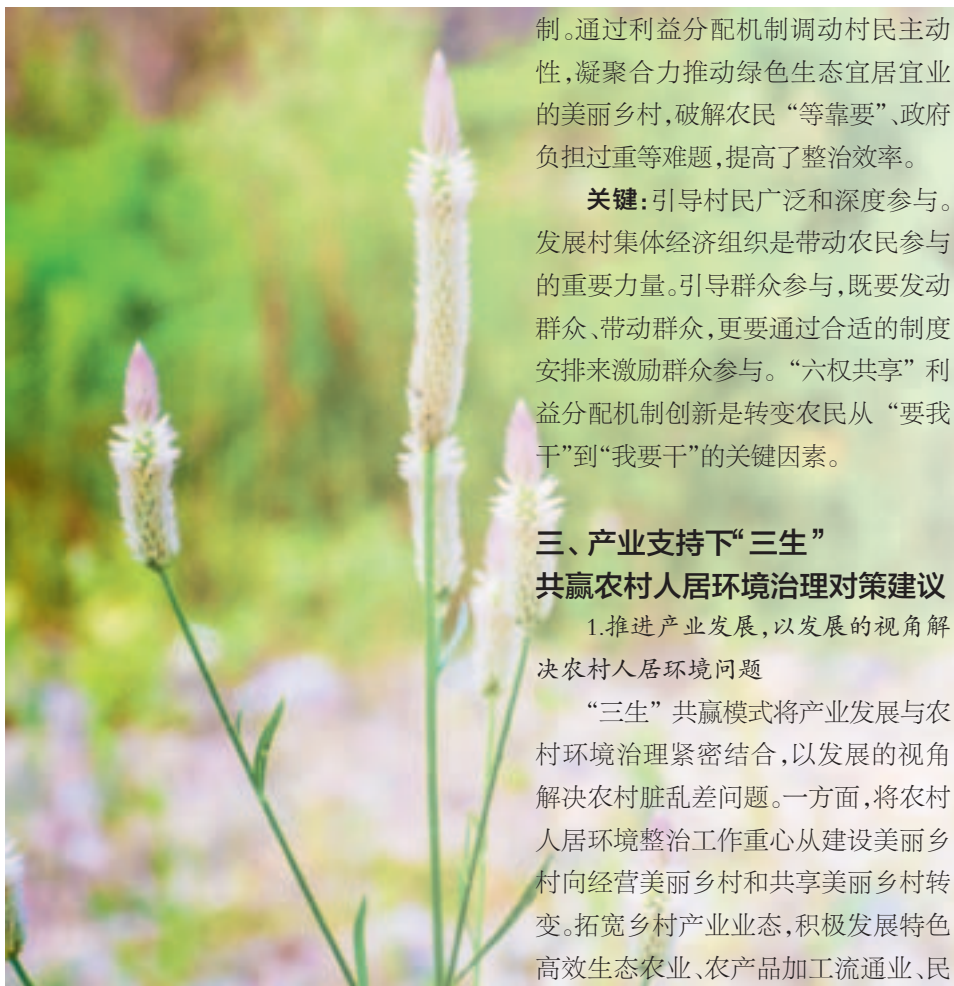 制。通过利益分配机制调动村民主动
性,凝聚合力推动绿色生态宜居宜业
的美丽乡村,破解农民“等靠要”、政府
负担过重等难题,提高了整治效率。
关键:引导村民广泛和深度参与。
发展村集体经济组织是带动农民参与
的重要力量。引导群众参与,既要发动
群众、带动群众,更要通过合适的制度
安排来激励群众参与。“六权共享”利
益分配机制创新是转变农民从“要我
干”到“我要干”的关键因素。
三、产业支持下“三生”
共赢农村人居环境治理对策建议
1.推进产业发展,以发展的视角解
决农村人居环境问题
“三生”共赢模式将产业发展与农
村环境治理紧密结合,以发展的视角
解决农村脏乱差问题。一方面,将农村
人居环境整治工作重心从建设美丽乡
村向经营美丽乡村和共享美丽乡村转
变。拓宽乡村产业业态,积极发展特色
高效生态农业、农产品加工流通业、民